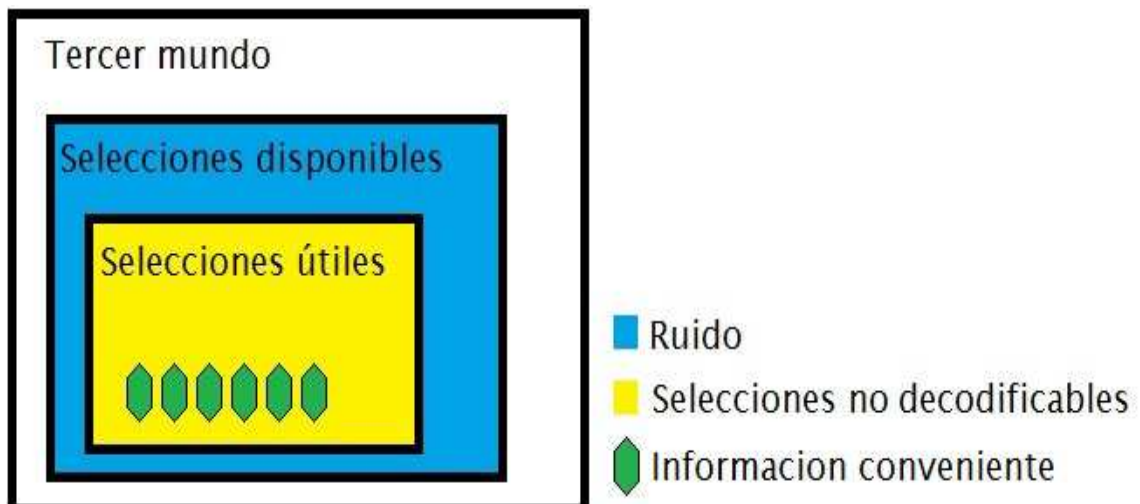 Tercer mundo
Selecciones disponibles
Selecciones útiles
Ruido
Selecciones no decodificables
Informacion conveniente